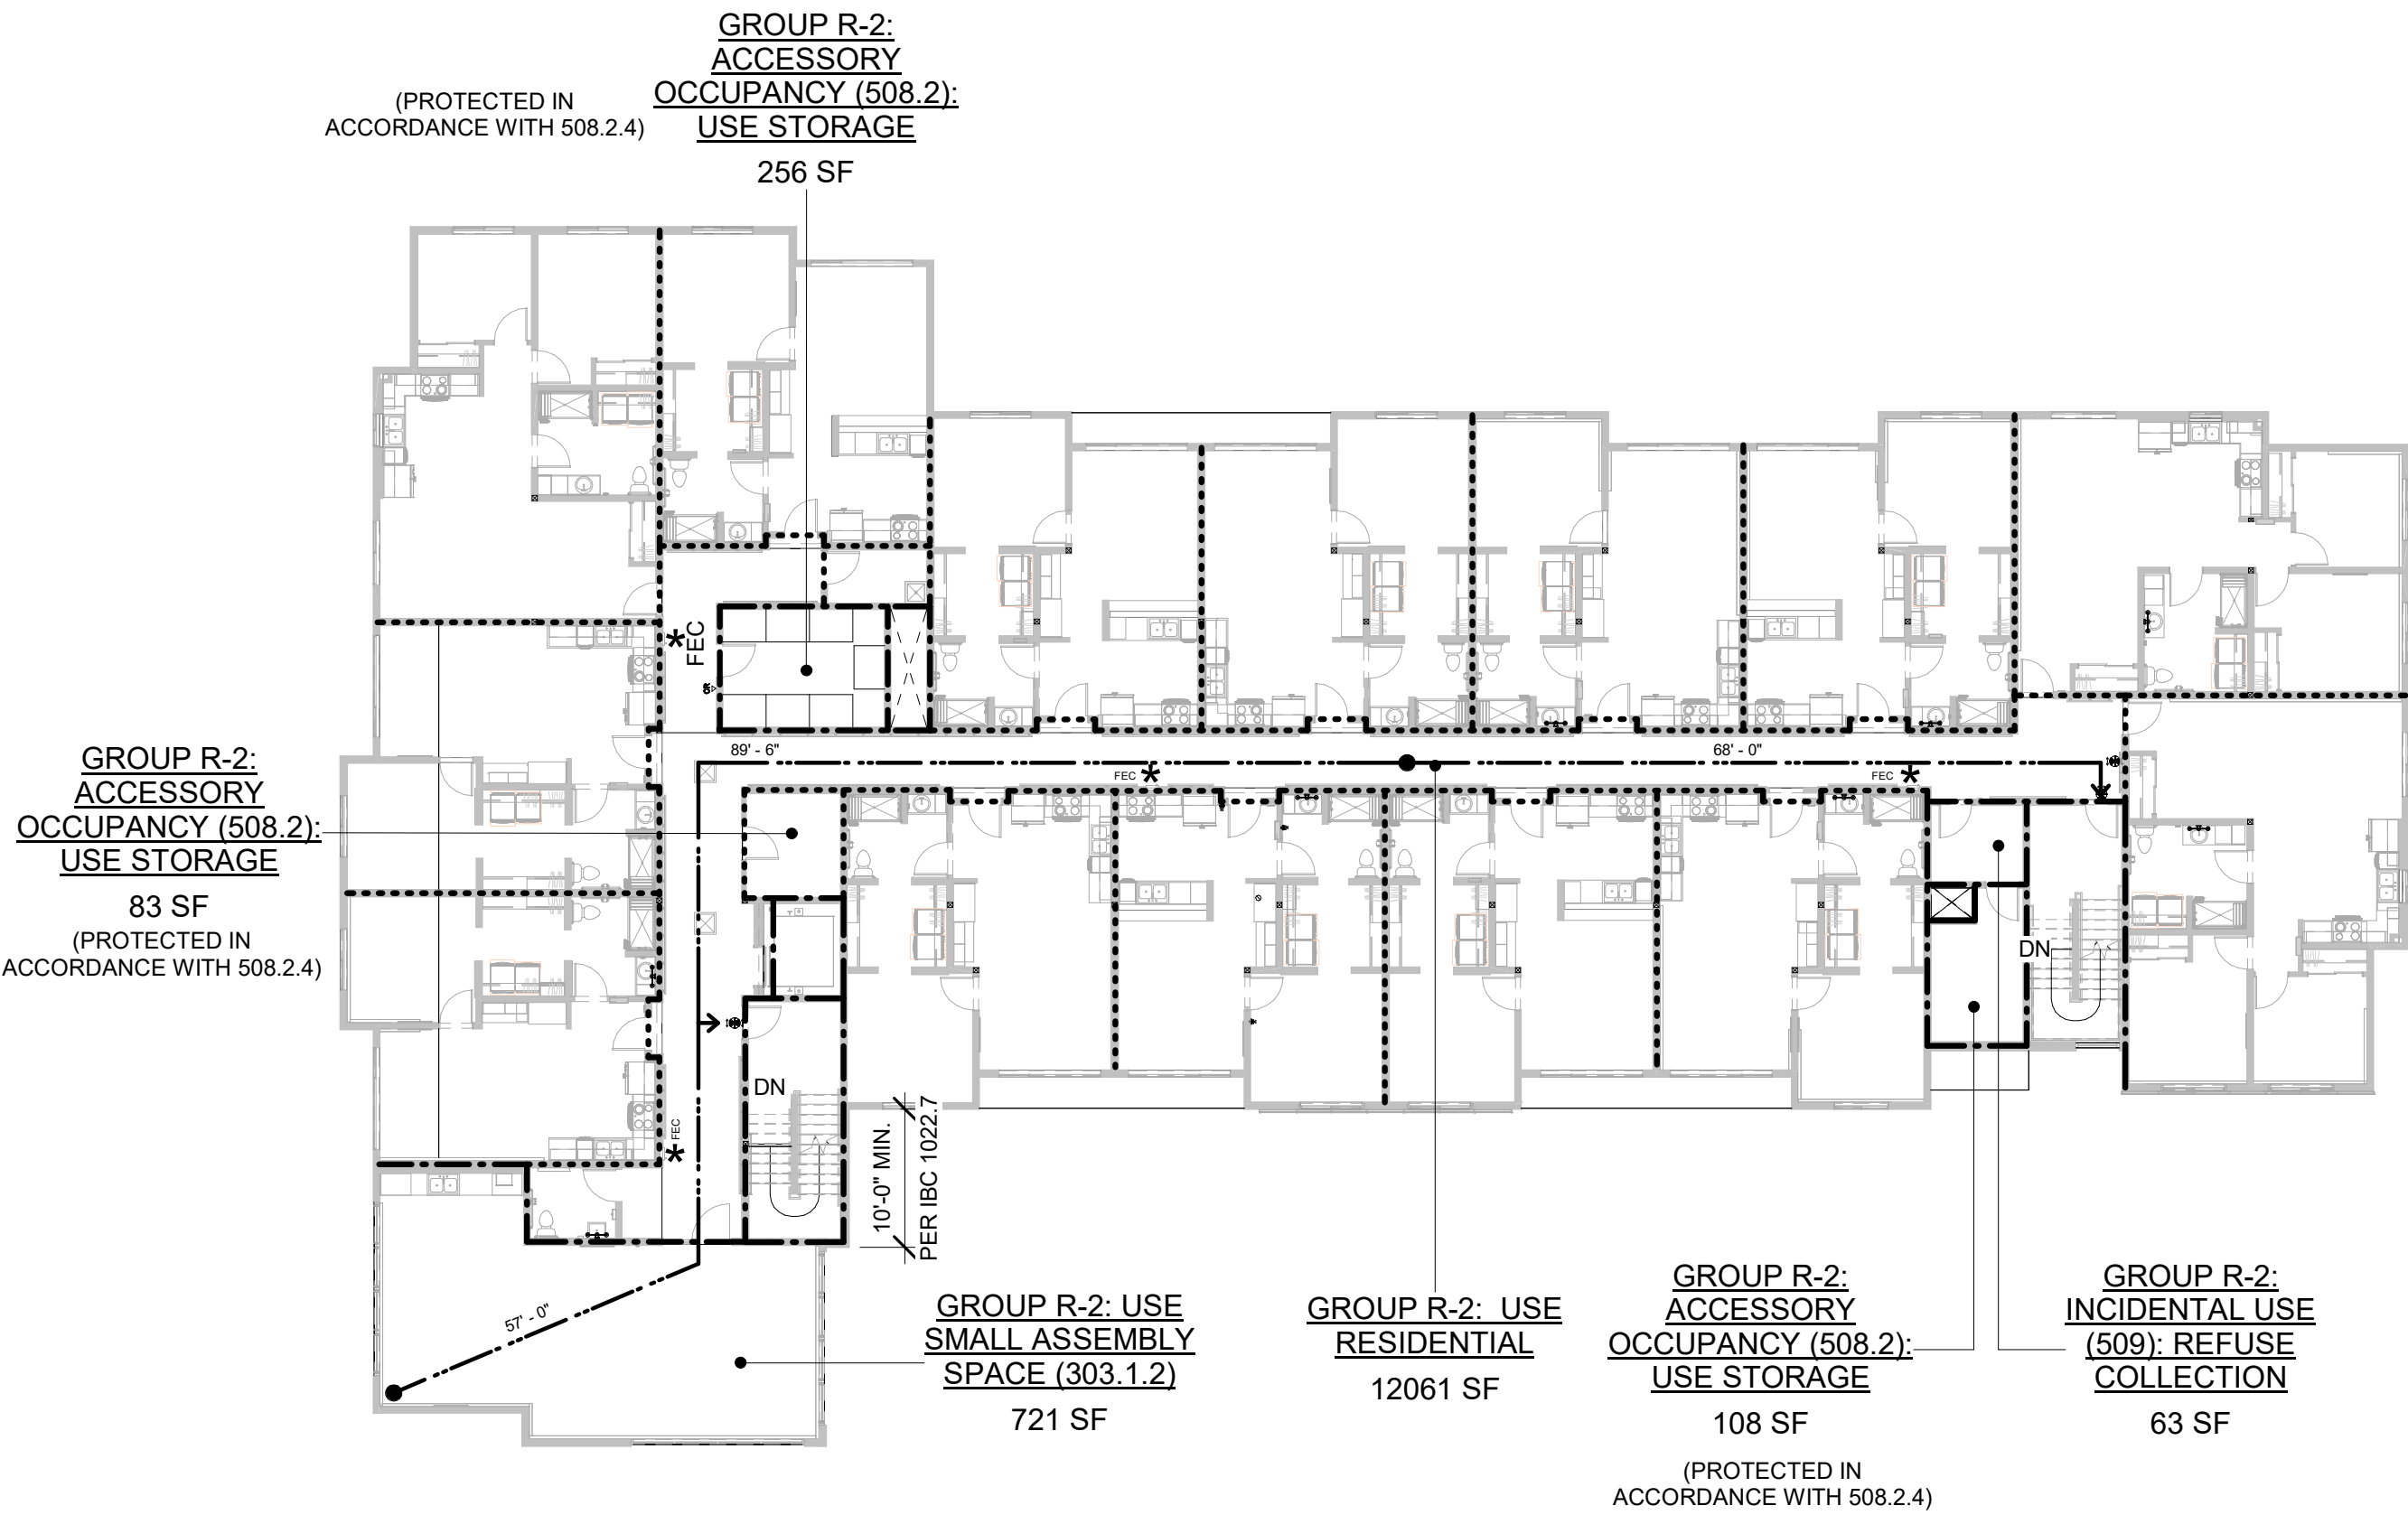 GROUP R-2:
ACCESSORY
OCCUPANCY (508.2):
USE STORAGE
256 SF
(PROTECTED IN
ACCORDANCE WITH 508.2.4)
FEC
89' - 6"
68' - 0"
FEC
FEC
GROUP R-2:
ACCESSORY
OCCUPANCY (508.2):
USE STORAGE
83 SF
(PROTECTED IN
ACCORDANCE WITH 508.2.4)
DN
DN
FEC
10'-0" MIN.
PER IBC 1022.7
57' - 0"
GROUP R-2: USE
SMALL ASSEMBLY
SPACE (303.1.2)
721 SF
GROUP R-2: USE
RESIDENTIAL
12061 SF
GROUP R-2:
ACCESSORY
OCCUPANCY (508.2):
USE STORAGE
108 SF
(PROTECTED IN
ACCORDANCE WITH 508.2.4)
GROUP R-2:
INCIDENTAL USE
(509): REFUSE
COLLECTION
63 SF